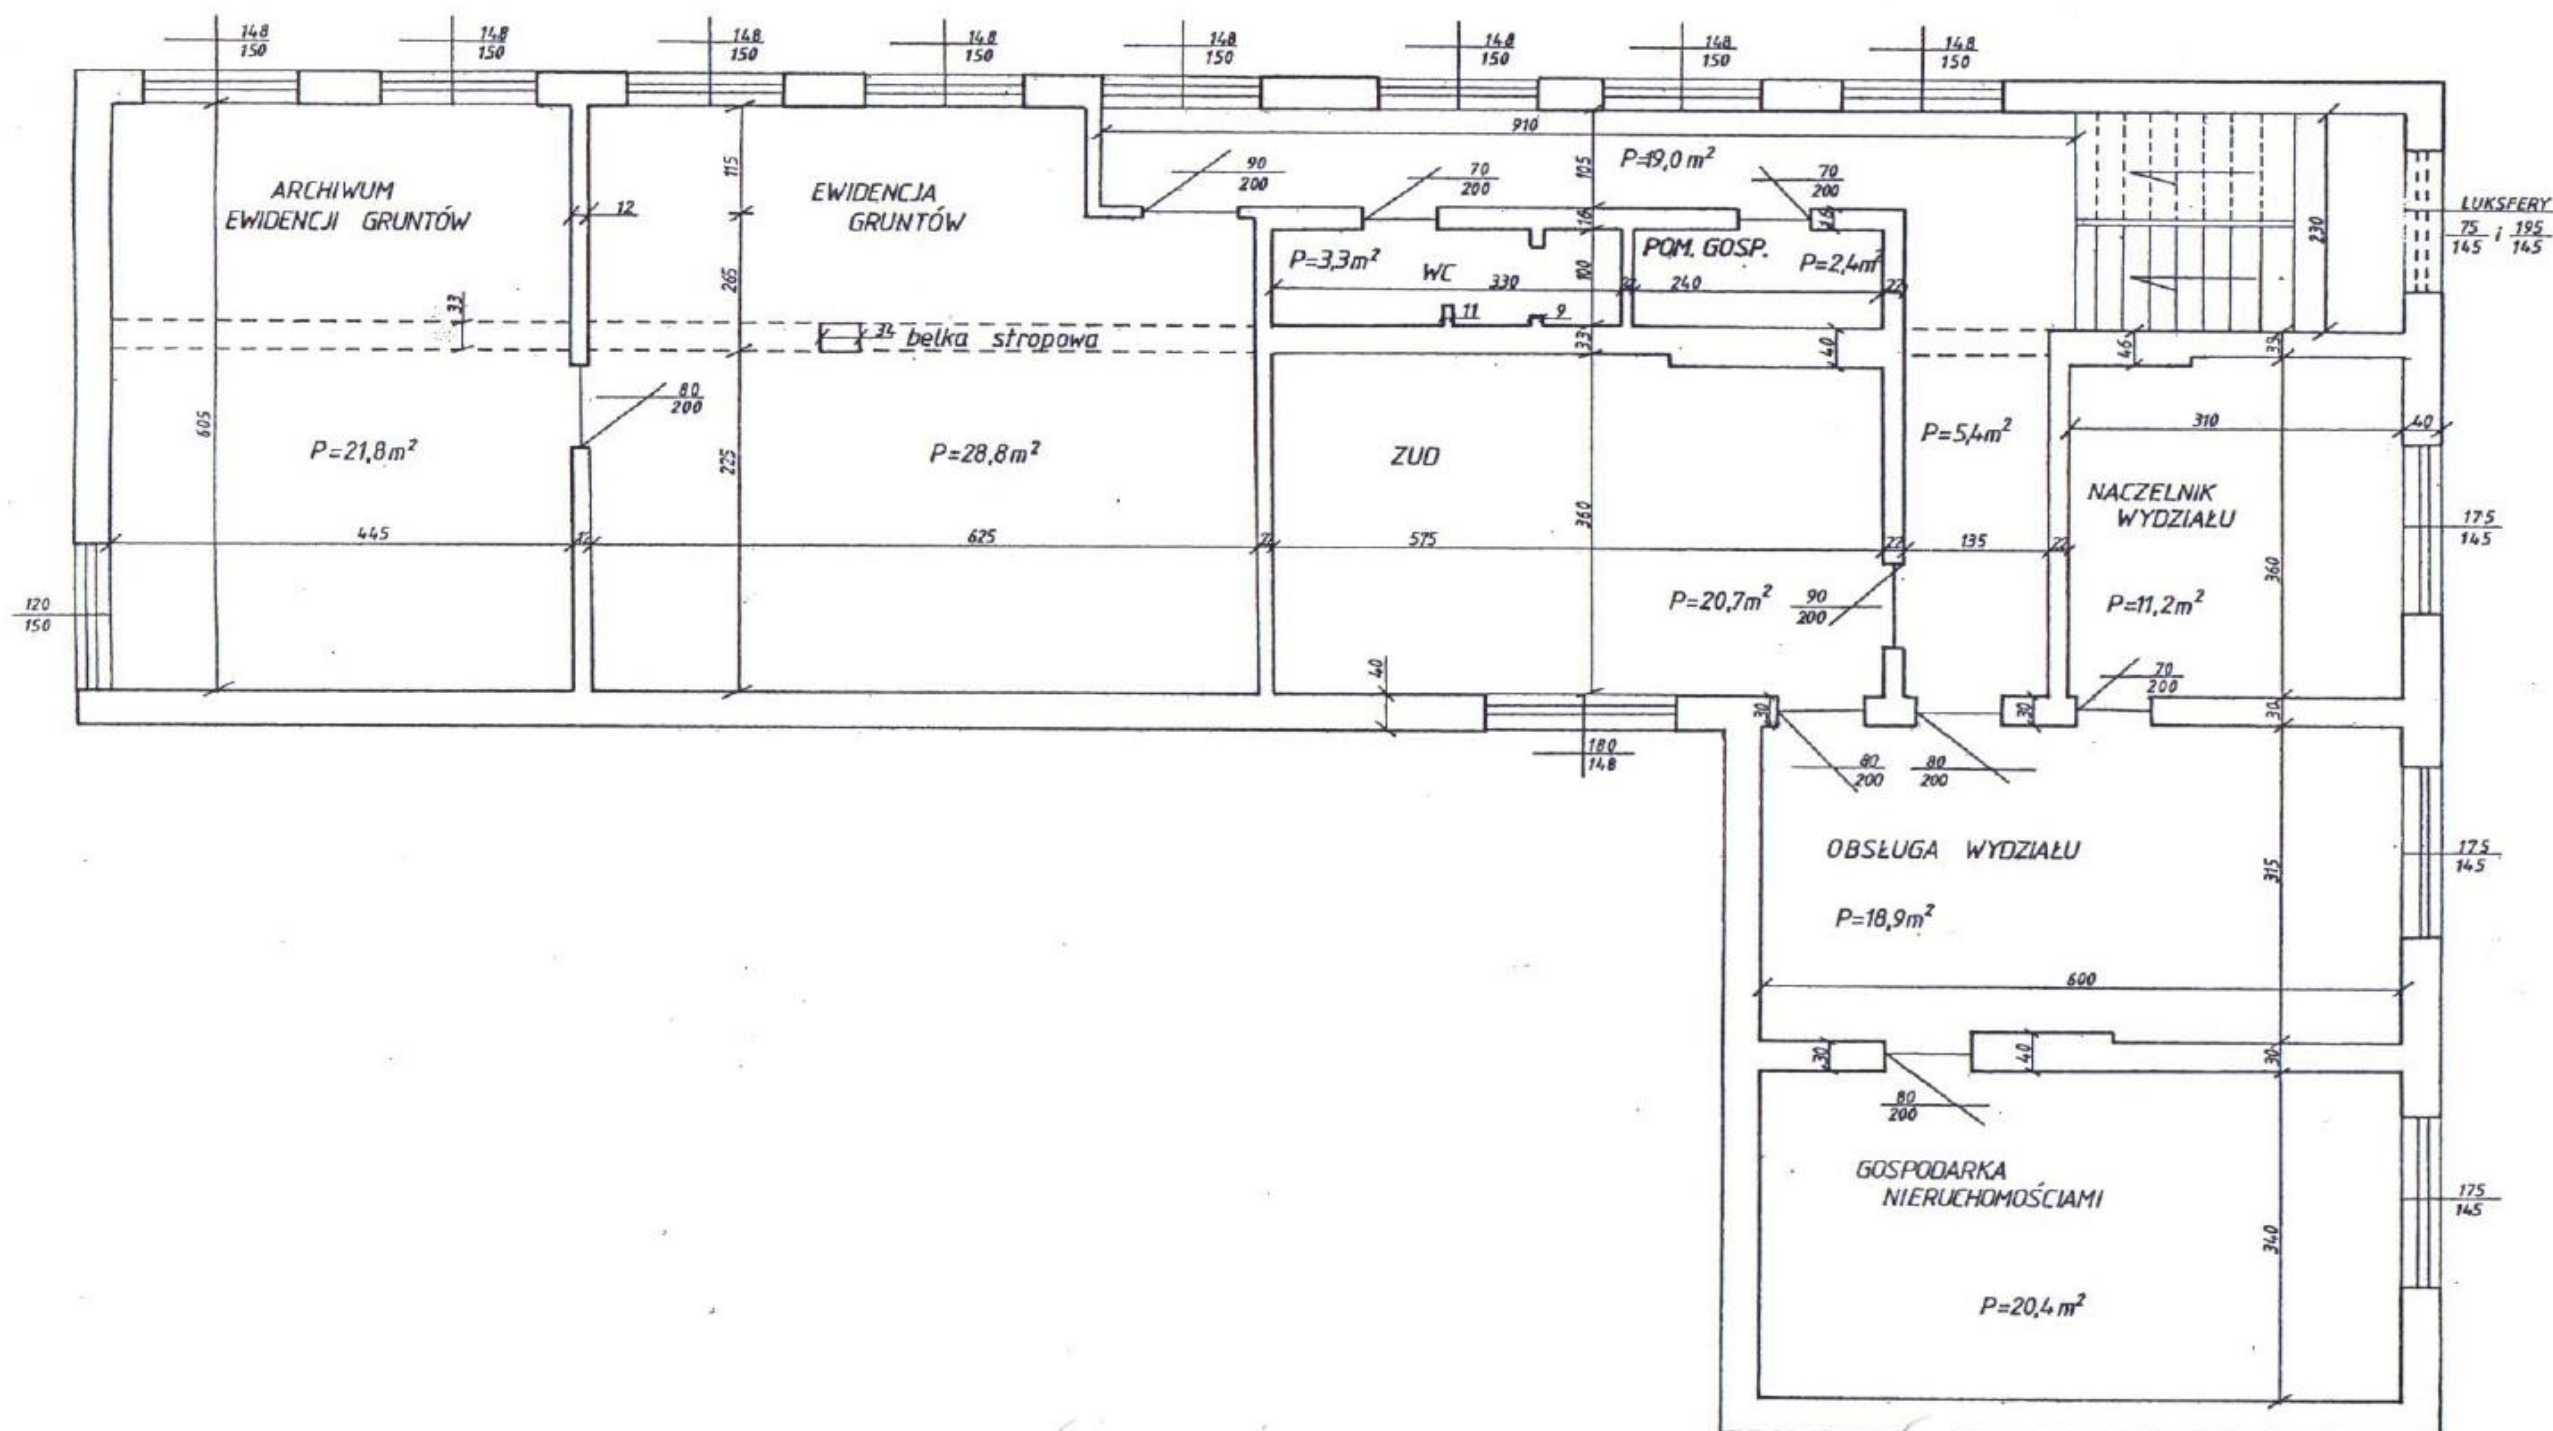 148 148 148 148 148 148 148 148
150 150 150 150 150 150 150 150
910
P=19,0 m²
115
105
90
200
70
200
70
200
ARCHIWUM
EWIDENCJI GRUNTÓW
12
EWIDENCJA
GRUNTÓW
16
16
LUKSFERY
75 i 195
145 145
230
P=3,3m²
WC
POM. GOSP.
P=2,4m²
265
100
330
12
240
22
33
34
belka stropowa
11
9
33
40
46
39
80
200
605
P=21,8m²
225
P=28,8m²
ZUD
P=5,4m²
310
40
NACZELNIK
WYDZIAŁU
360
175
145
445
12
625
12
575
22
135
22
360
120
150
P=20,7m²
90
200
P=11,2m²
40
70
200
30
30
30
180
148
80
200
80
200
OBSŁUGA WYDZIAŁU
315
175
145
P=18,9m²
600
30
40
30
80
200
GOSPODARKA
NIERUCHOMOŚCIAMI
175
145
340
P=20,4m²